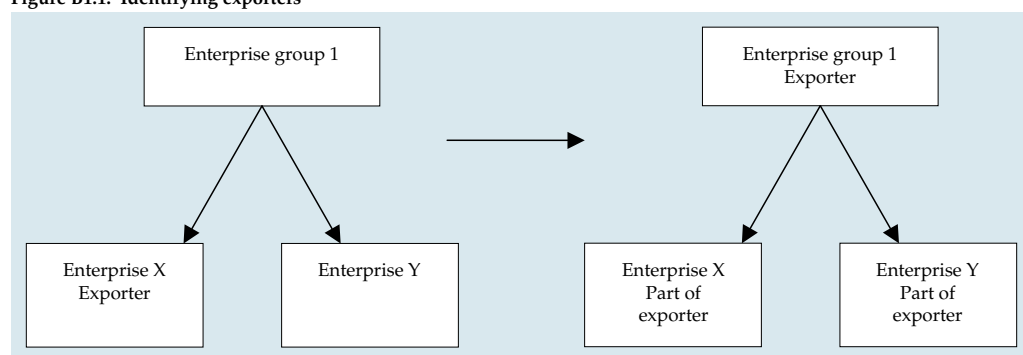 Figure B1.1. Identifying exporters
Enterprise group 1
Enterprise group 1
Exporter
Enterprise X
Exporter
Enterprise Y
Enterprise X
Part of
exporter
Enterprise Y
Part of
exporter